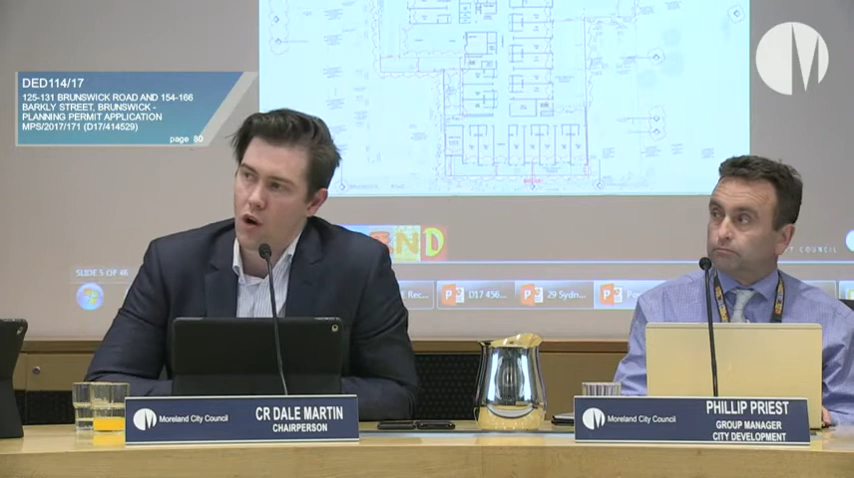 DED114/17
125-131 BRUNSWICK ROAD AND 154-166
BARKLY STREET, BRUNSWICK -
PLANNING PERMIT APPLICATION
MPS/2017/171 (D17/414529)
page 80
SLIDE 5 OF 46
Rec...
D17 456...
29 Sydn...
COUNCIL
Moreland City Council
CR DALE MARTIN
CHAIRPERSON
Moreland City Council
PHILLIP PRIEST
GROUP MANAGER
CITY DEVELOPMENT